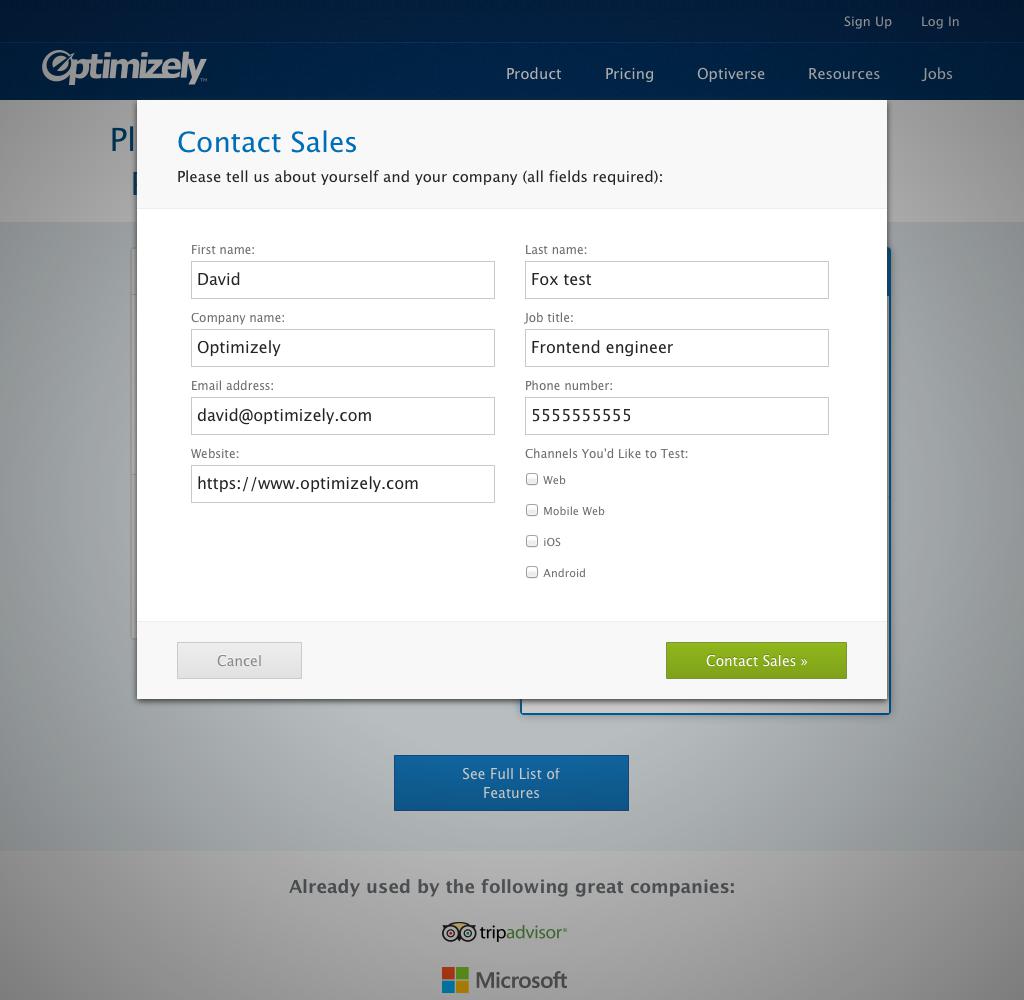 Sign Up Log In
Optimizely™
Product Pricing Optiverse Resources Jobs
Pl
Contact Sales
Please tell us about yourself and your company (all fields required):
First name:
David
Last name:
Fox test
Company name:
Optimizely
Job title:
Frontend engineer
Email address:
david@optimizely.com
Phone number:
5555555555
Website:
https://www.optimizely.com
Channels You'd Like to Test:
Web
Mobile Web
iOS
Android
Cancel
Contact Sales »
See Full List of
Features
Already used by the following great companies:
tripadvisor®
Microsoft